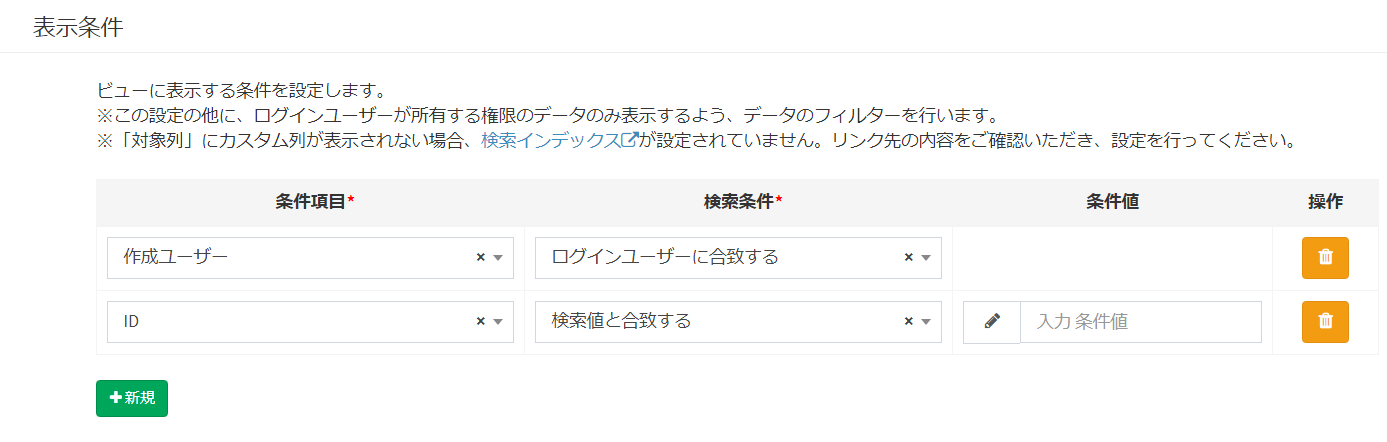 表示条件
ビューに表示する条件を設定します。
※この設定の他に、ログインユーザーが所有する権限のデータのみ表示するよう、データのフィルターを行います。
※「対象列」にカスタム列が表示されない場合、検索インデックスが設定されていません。リンク先の内容をご確認いただき、設定を行ってください。
条件項目* 検索条件* 条件値 操作
作成ユーザー × ログインユーザーに合致する ×
ID × 検索値と合致する × 入力 条件値
+新規